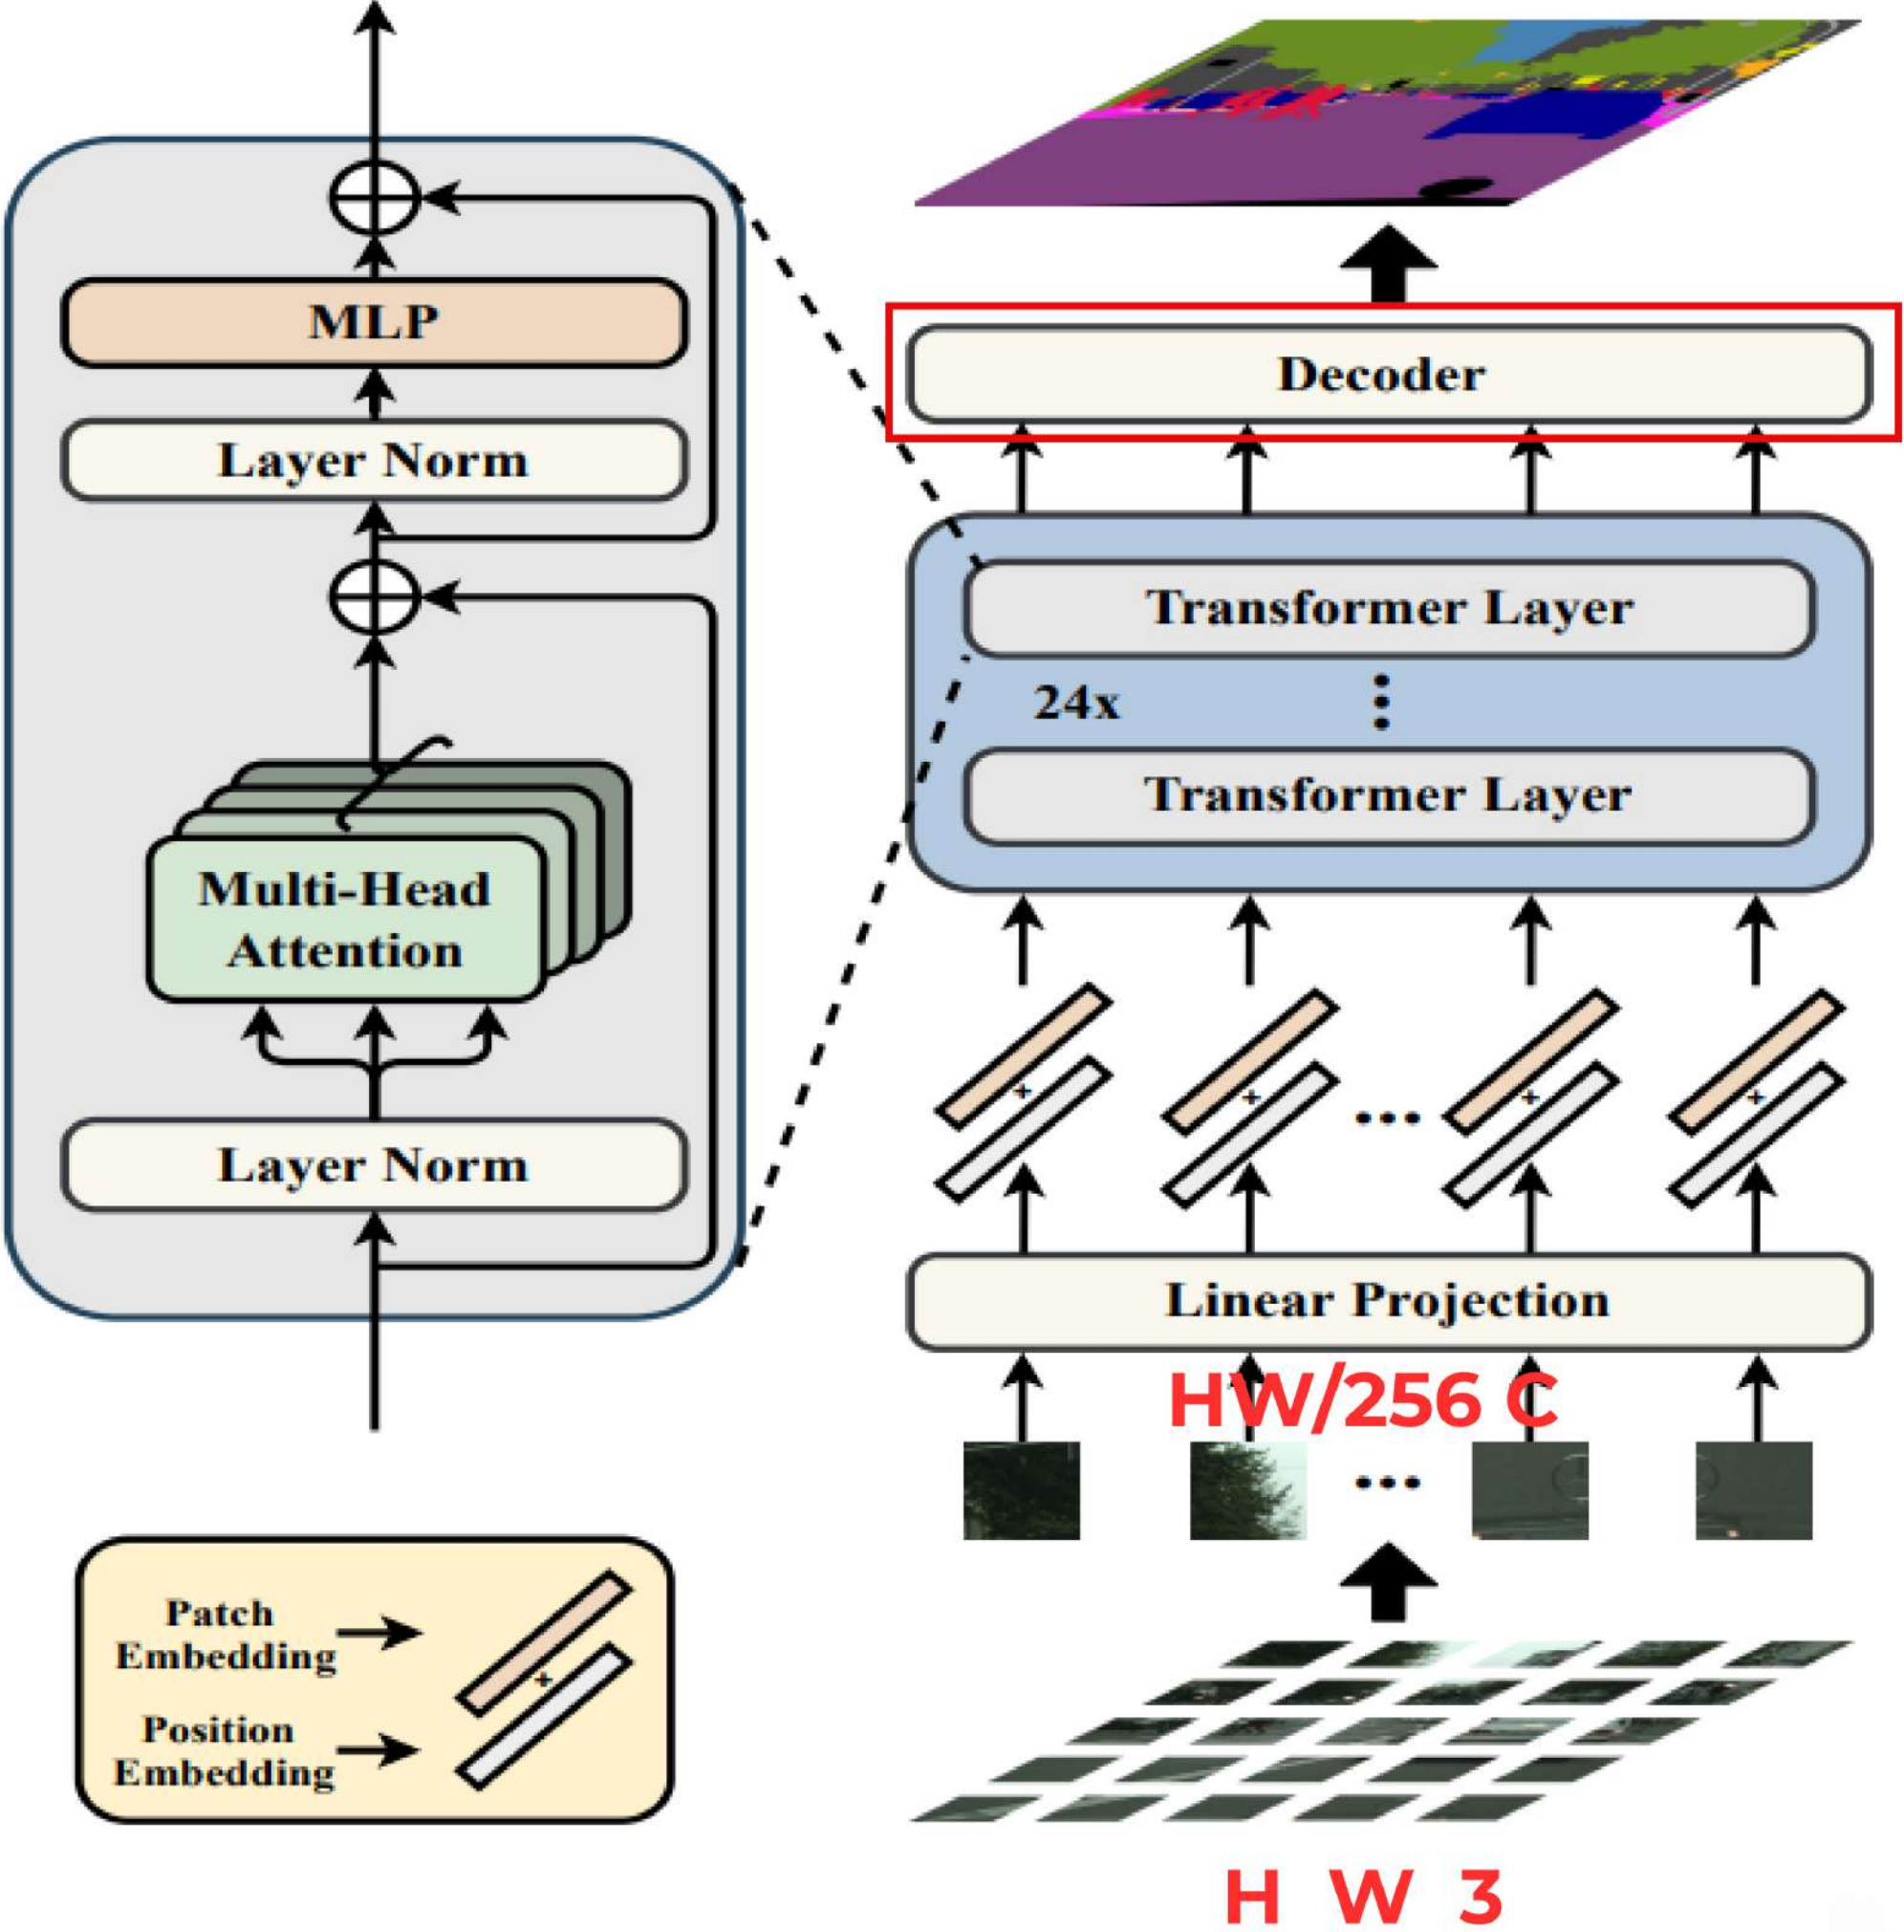 MLP
Layer Norm
Multi-Head
Attention
Layer Norm
Patch
Embedding
+
Position
Embedding
Decoder
Transformer Layer
24x
Transformer Layer
+ + + +
Linear Projection
HW/256 C
H W 3